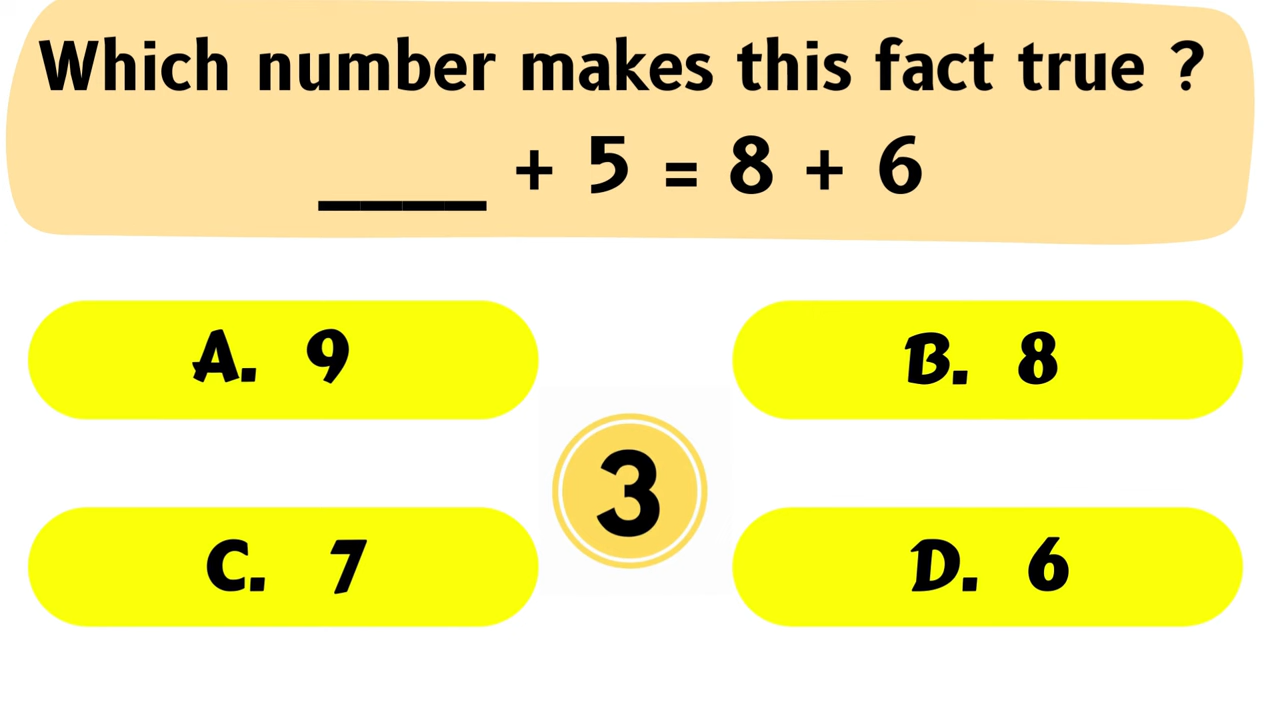 Which number makes this fact true ?
____ + 5 = 8 + 6
A. 9
B. 8
3
C. 7
D. 6